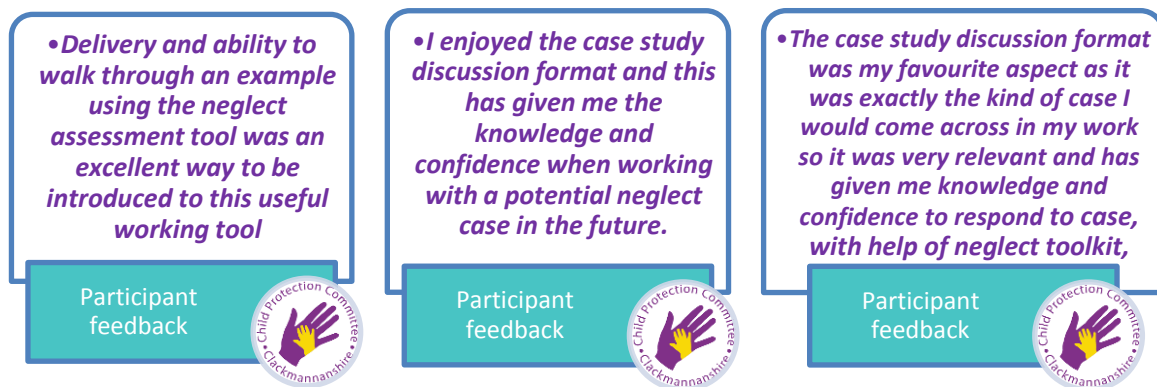 •Delivery and ability to
walk through an example
using the neglect
assessment tool was an
excellent way to be
introduced to this useful
working tool
Participant
feedback
Child Protection Committee
• Clackmannanshire •
•I enjoyed the case study
discussion format and this
has given me the
knowledge and
confidence when working
with a potential neglect
case in the future.
Participant
feedback
Child Protection Committee
• Clackmannanshire •
•The case study discussion format
was my favourite aspect as it
was exactly the kind of case I
would come across in my work
so it was very relevant and has
given me knowledge and
confidence to respond to case,
with help of neglect toolkit,
Participant
feedback
Child Protection Committee
• Clackmannanshire •